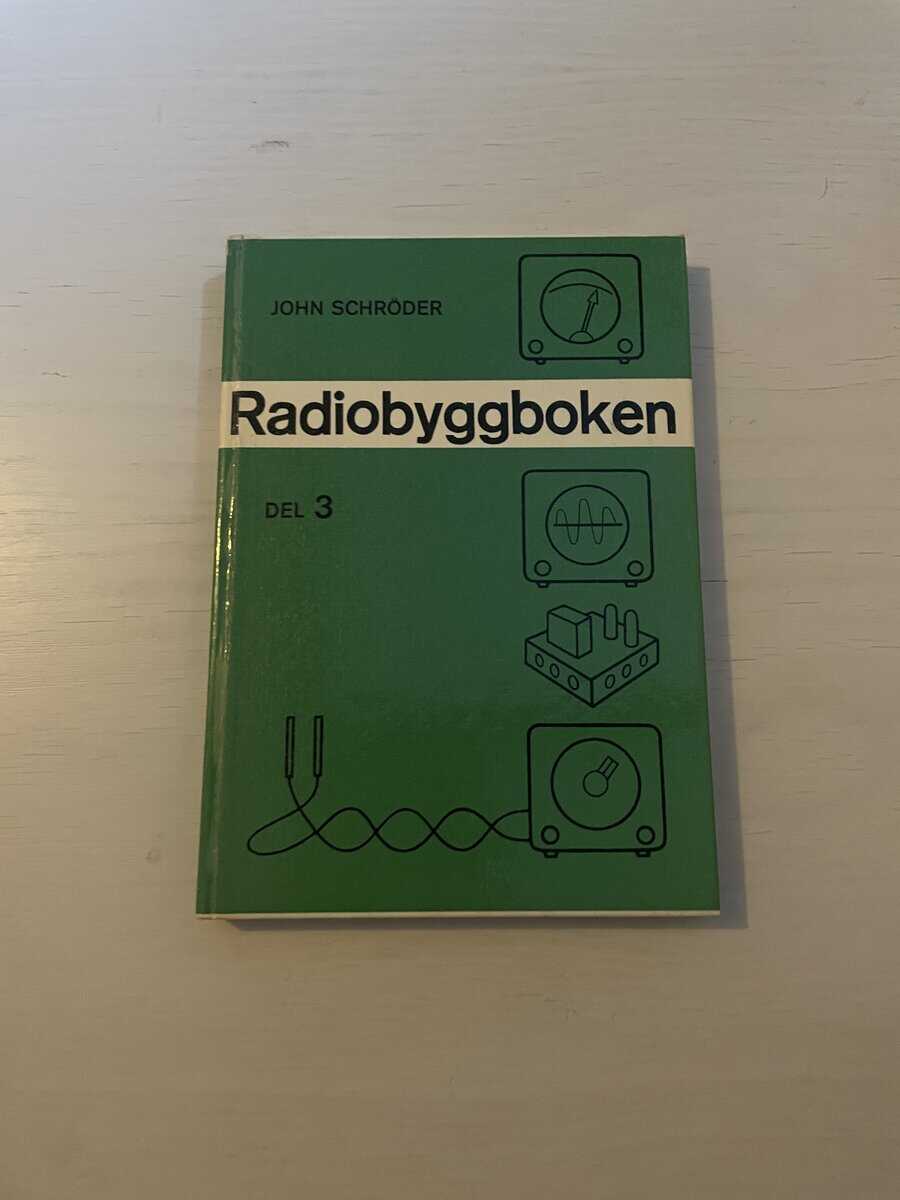 JOHN SCHRÖDER
Radiobyggboken
DEL 3